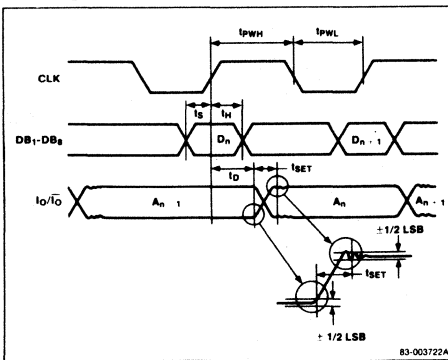 tPWH
tPWL
CLK
tS
tH
DB1-DB8
Dn
Dn · 1
tD
tSET
IO/IO
An · 1
An
An · 1
± 1/2 LSB
tSET
± 1/2 LSB
83-003722A